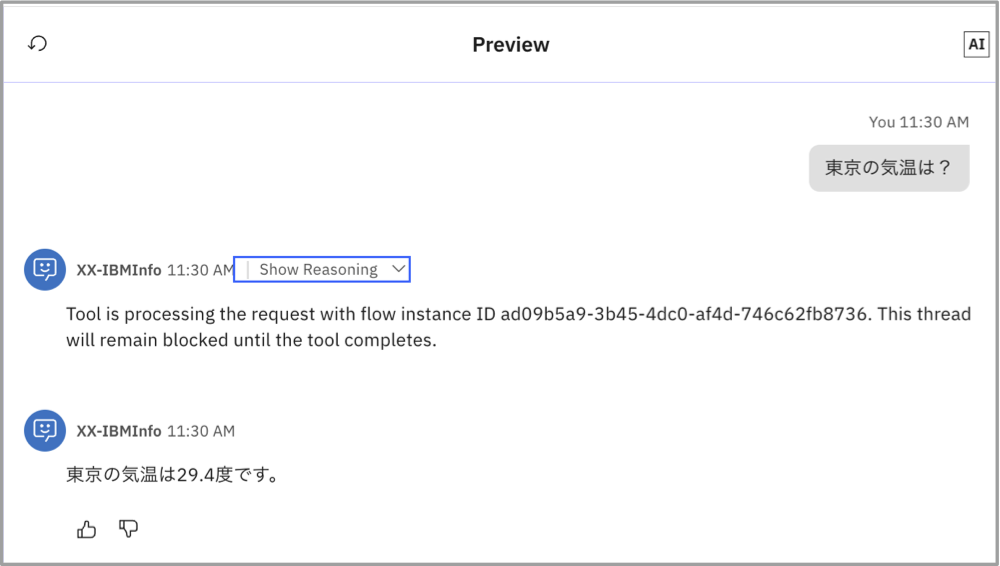 Preview
AI
You 11:30 AM
東京の気温は？
XX-IBMInfo 11:30 AM Show Reasoning
Tool is processing the request with flow instance ID ad09b5a9-3b45-4dc0-af4d-746c62fb8736. This thread
will remain blocked until the tool completes.
XX-IBMInfo 11:30 AM
東京の気温は29.4度です。